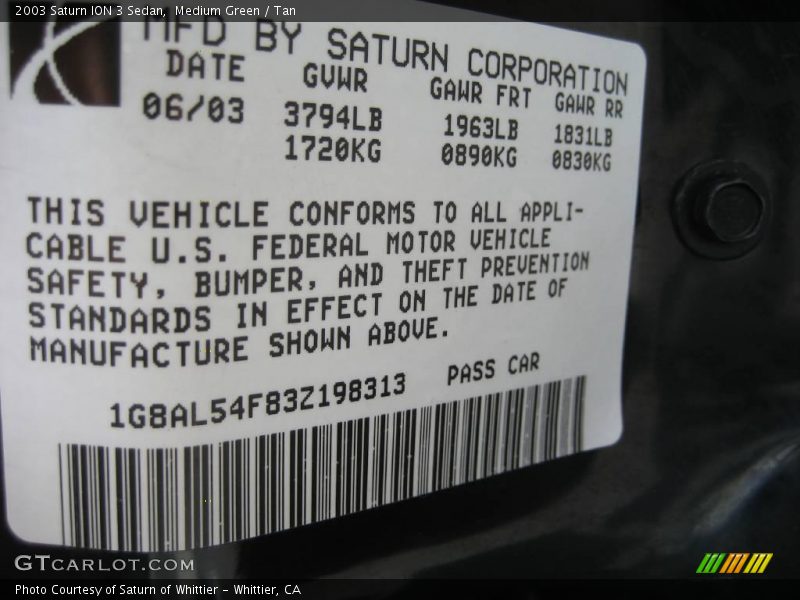 2003 Saturn ION 3 Sedan,  Medium Green / Tan
MFD BY SATURN CORPORATION
DATE GVWR GAWR FRT GAWR RR
06/03 3794LB 1963LB 1831LB
1720KG 0890KG 0830KG
THIS VEHICLE CONFORMS TO ALL APPLI-
CABLE U.S. FEDERAL MOTOR VEHICLE
SAFETY, BUMPER, AND THEFT PREVENTION
STANDARDS IN EFFECT ON THE DATE OF
MANUFACTURE SHOWN ABOVE.
1G8AL54F83Z198313 PASS CAR
GTCARLOT.COM
Photo Courtesy of Saturn of Whittier - Whittier, CA